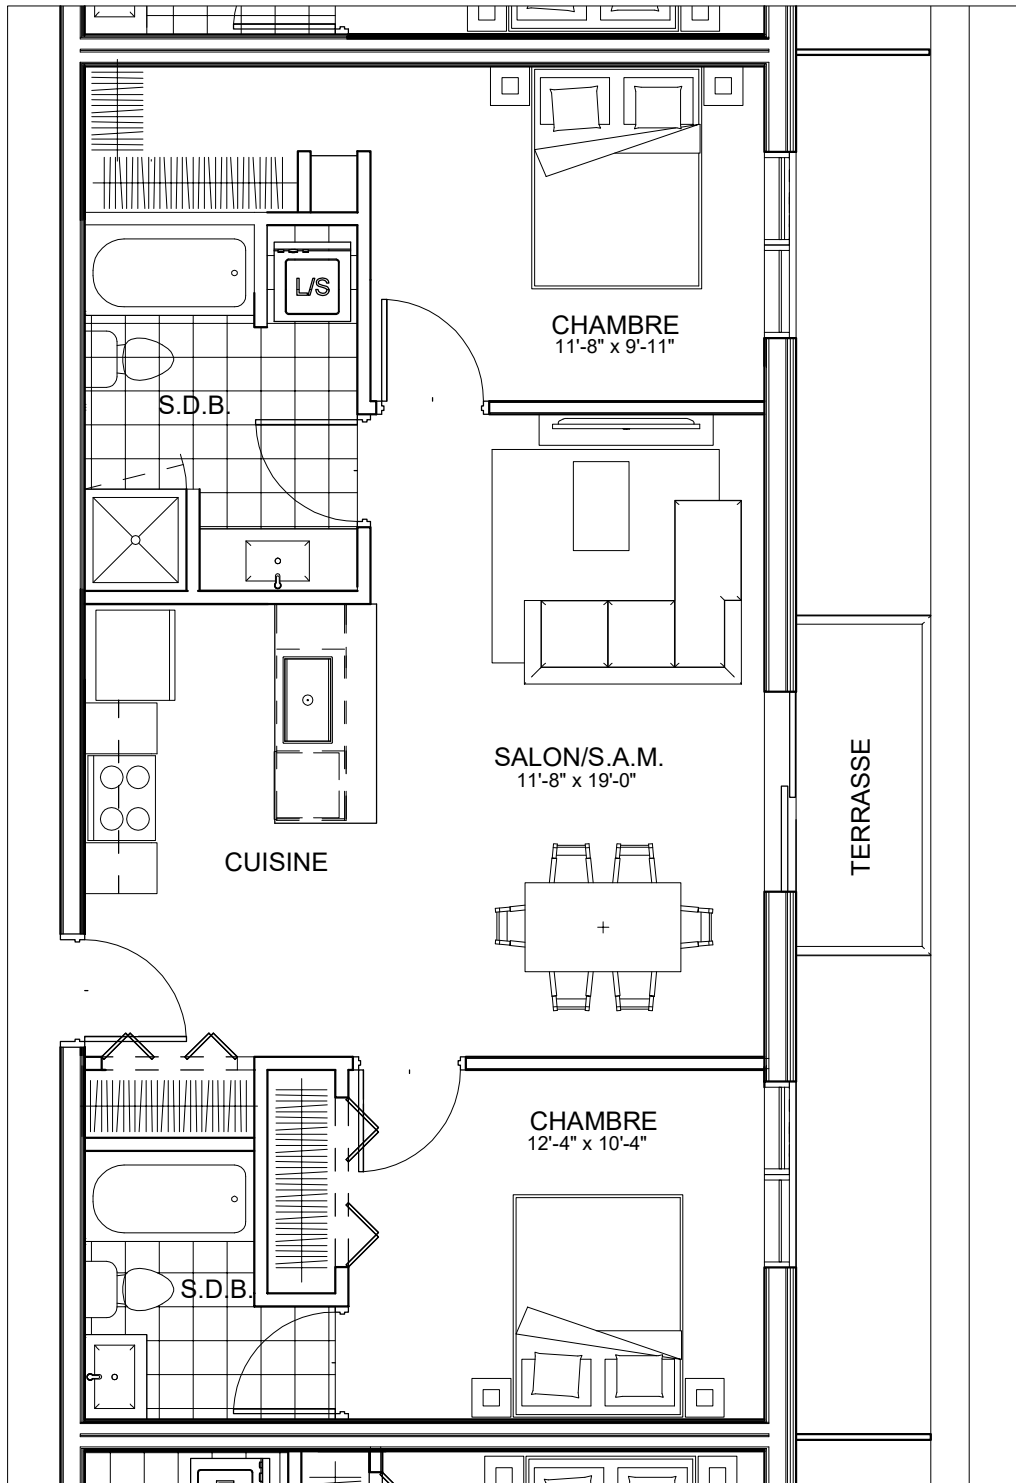 L/S
CHAMBRE
11'-8" x 9'-11"
S.D.B.
SALON/S.A.M.
11'-8" x 19'-0"
TERRASSE
CUISINE
CHAMBRE
12'-4" x 10'-4"
S.D.B.